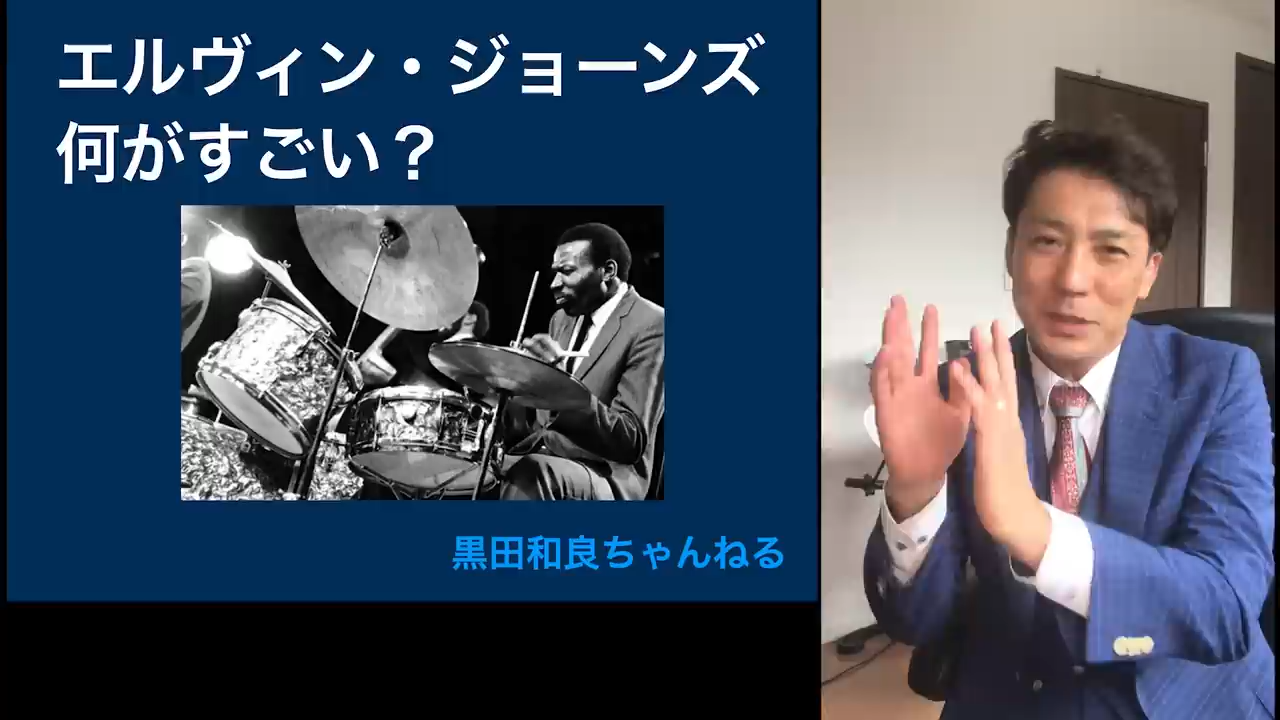 エルヴィン・ジョーンズ
何がすごい？
黒田和良ちゃんねる